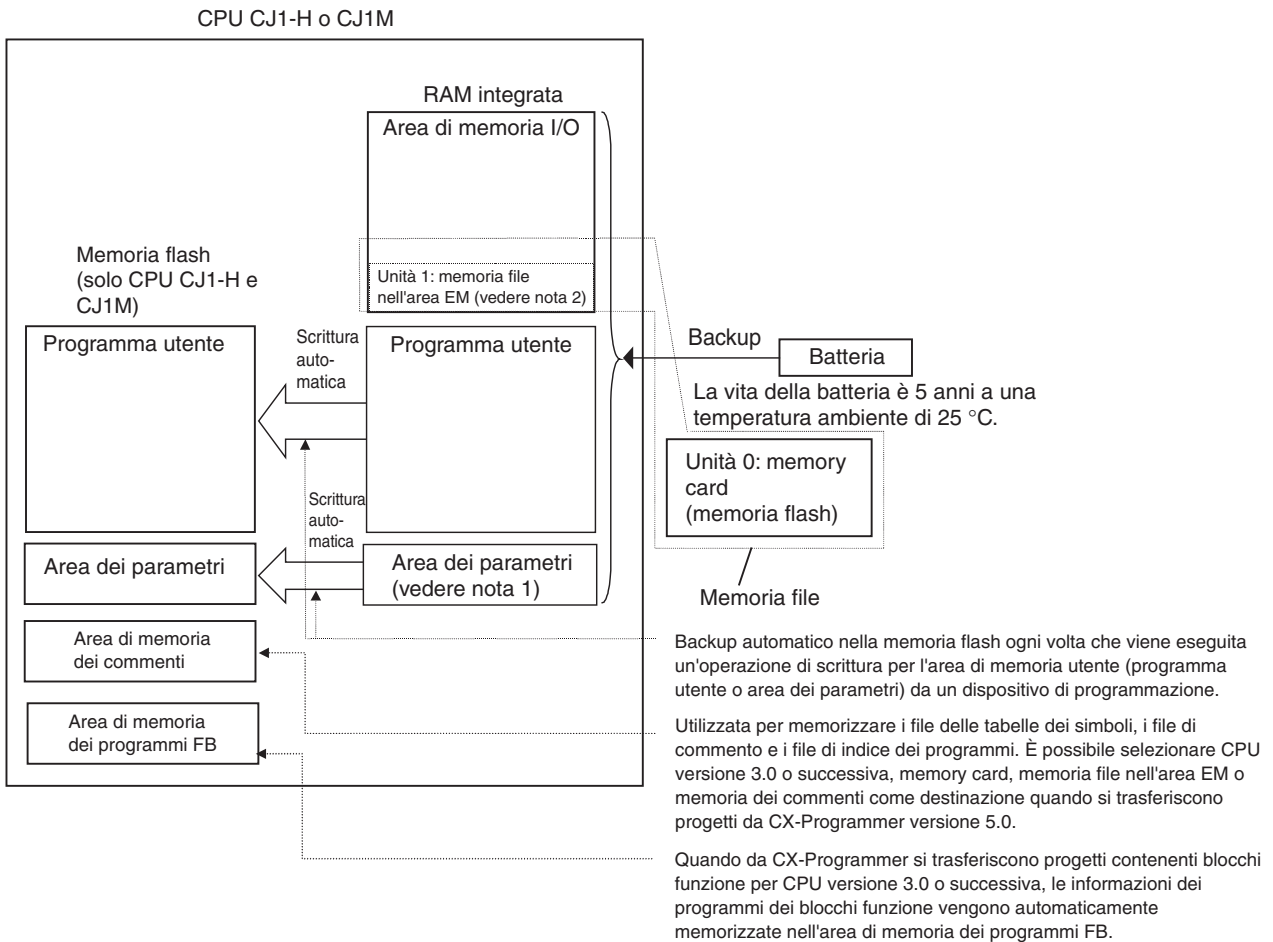 CPU CJ1-H o CJ1M
RAM integrata
Area di memoria I/O
Unità 1: memoria file
nell'area EM (vedere nota 2)
Memoria flash
(solo CPU CJ1-H e
CJ1M)
Programma utente
Scrittura
auto-
matica
Programma utente
Backup
Batteria
La vita della batteria è 5 anni a una
temperatura ambiente di 25 °C.
Unità 0: memory
card
(memoria flash)
Scrittura
auto-
matica
Area dei parametri
Area dei parametri
(vedere nota 1)
Memoria file
Area di memoria
dei commenti
Backup automatico nella memoria flash ogni volta che viene eseguita
un'operazione di scrittura per l'area di memoria utente (programma
utente o area dei parametri) da un dispositivo di programmazione.
Area di memoria
dei programmi FB
Utilizzata per memorizzare i file delle tabelle dei simboli, i file di
commento e i file di indice dei programmi. È possibile selezionare CPU
versione 3.0 o successiva, memory card, memoria file nell'area EM o
memoria dei commenti come destinazione quando si trasferiscono
progetti da CX-Programmer versione 5.0.
Quando da CX-Programmer si trasferiscono progetti contenenti blocchi
funzione per CPU versione 3.0 o successiva, le informazioni dei
programmi dei blocchi funzione vengono automaticamente
memorizzate nell'area di memoria dei programmi FB.